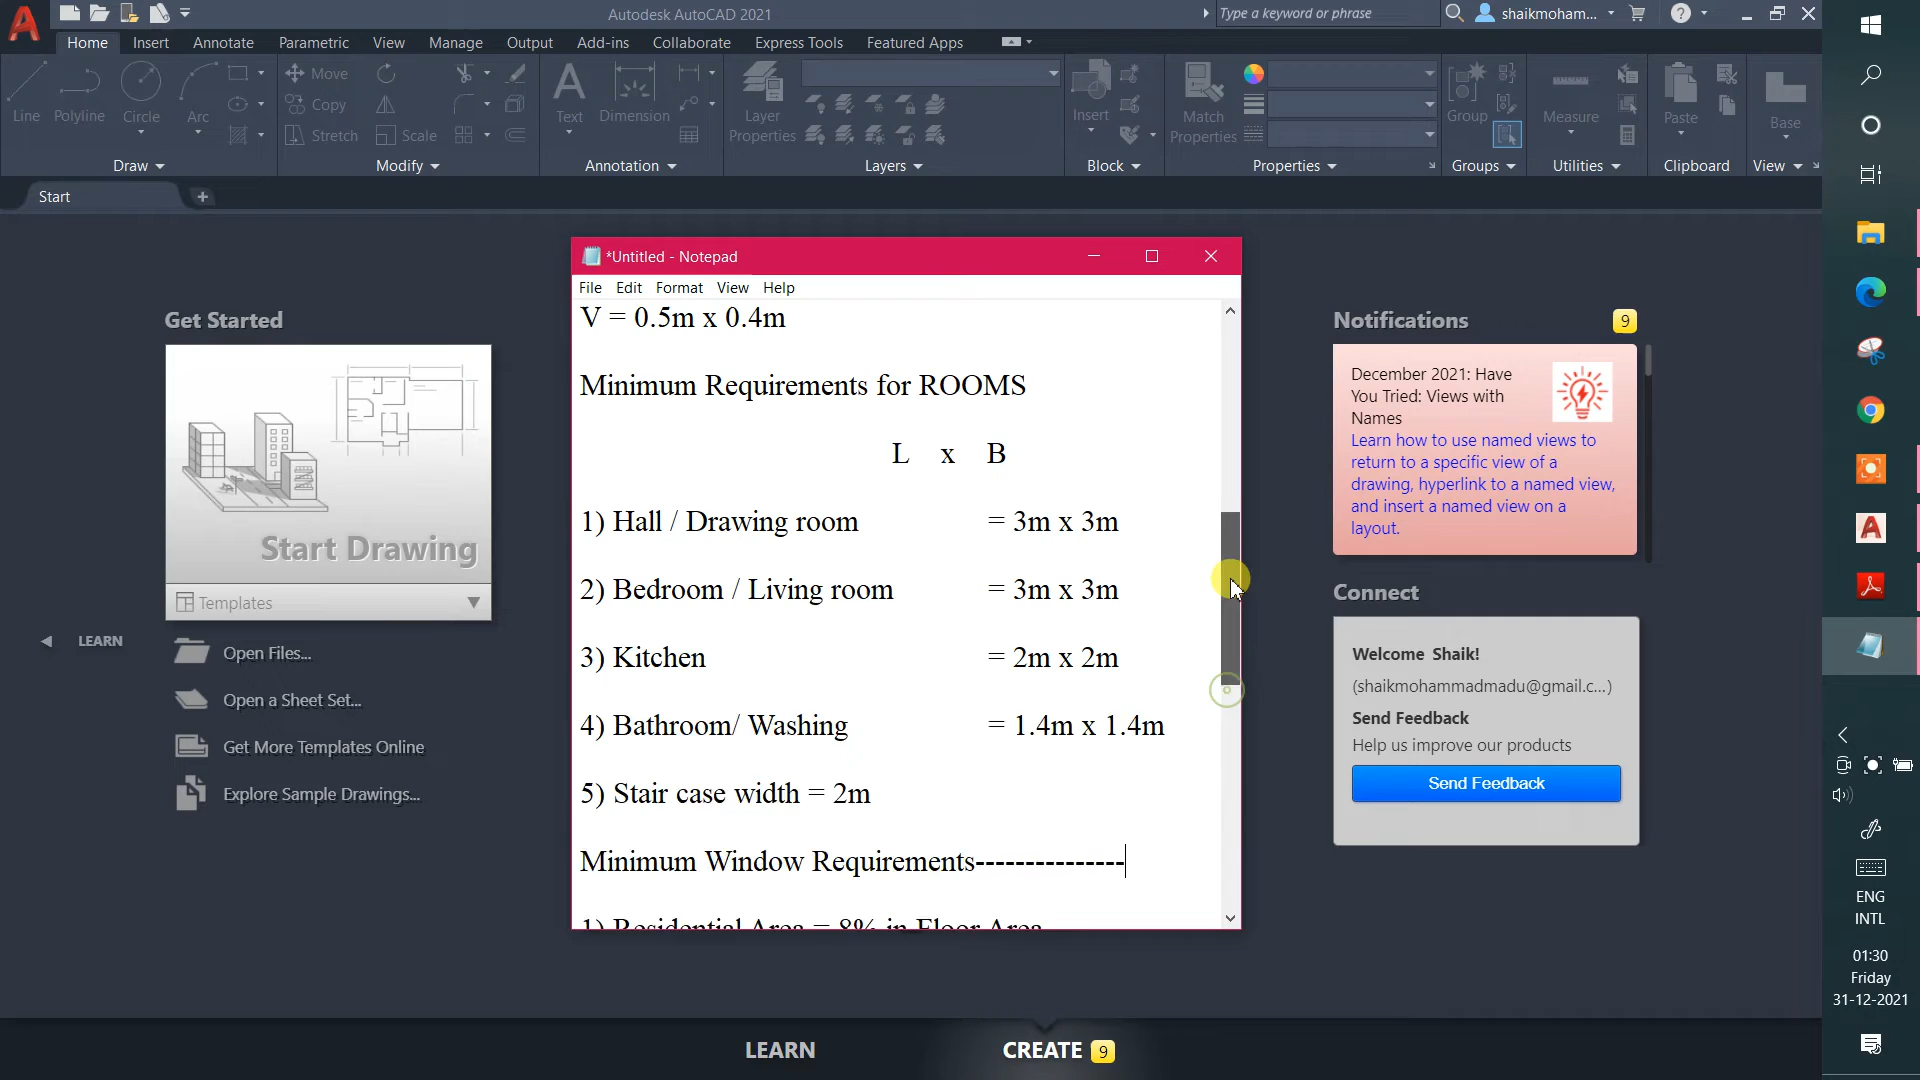 Autodesk AutoCAD 2021
Type a keyword or phrase
shaikmoham...
Home Insert Annotate Parametric View Manage Output Add-ins Collaborate Express Tools Featured Apps
Line Polyline Circle Arc
Move
Copy
Stretch
Scale
Text Dimension
Layer Properties
Insert
Match Properties
Group
Measure
Paste
Base
Draw Modify Annotation Layers Block Properties Groups Utilities Clipboard View
Start
Get Started
Start Drawing
Templates
LEARN
Open Files...
Open a Sheet Set...
Get More Templates Online
Explore Sample Drawings...
*Untitled - Notepad
File Edit Format View Help
V = 0.5m x 0.4m
Minimum Requirements for ROOMS
L x B
1) Hall / Drawing room = 3m x 3m
2) Bedroom / Living room = 3m x 3m
3) Kitchen = 2m x 2m
4) Bathroom/ Washing = 1.4m x 1.4m
5) Stair case width = 2m
Minimum Window Requirements---------------
1) Residential Area = 8% in Floor Area
Notifications 9
December 2021: Have
You Tried: Views with
Names
Learn how to use named views to
return to a specific view of a
drawing, hyperlink to a named view,
and insert a named view on a
layout.
Connect
Welcome Shaik!
(shaikmohammadmadu@gmail.c...)
Send Feedback
Help us improve our products
Send Feedback
LEARN
CREATE 9
ENG
INTL
01:30
Friday
31-12-2021